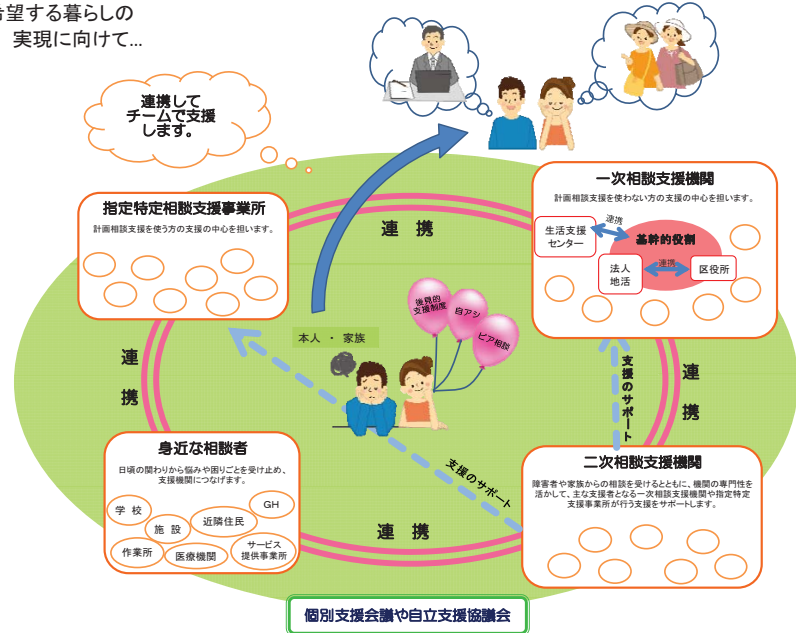 希望する暮らしの
実現に向けて...
連携して
チームで支援
します。
指定特定相談支援事業所
計画相談支援を使う方の支援の中心を担います。
一次相談支援機関
計画相談支援を使わない方の支援の中心を担います。
生活支援
センター
連携
基幹的役割
法人
地活
連携
区役所
連 携
後見的
支援制度
自アシ
ピア相談
本人 ・ 家族
連
携
連
携
支援のサポート
身近な相談者
日頃の関わりから悩みや困りごとを受け止め、
支援機関につなげます。
学 校
施 設
近隣住民
GH
作業所
医療機関
サービス
提供事業所
支援のサポート
二次相談支援機関
障害者や家族からの相談を受けるとともに、機関の専門性を
活かして、主な支援者となる一次相談支援機関や指定特定
支援事業所が行う支援をサポートします。
連 携
個別支援会議や自立支援協議会